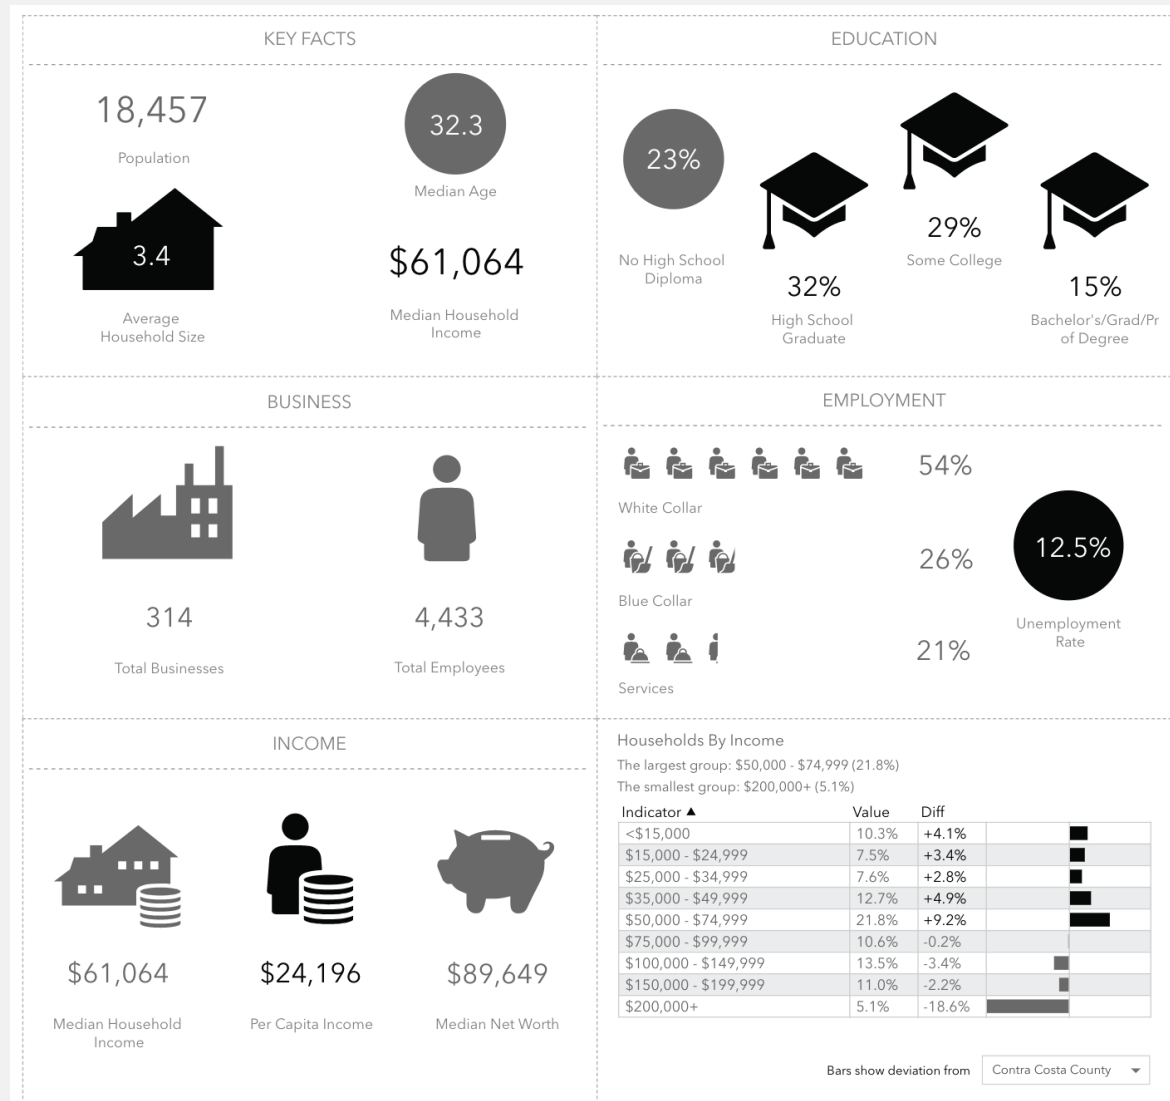 KEY FACTS
18,457
Population
32.3
Median Age
3.4
Average
Household Size
$61,064
Median Household
Income
EDUCATION
23%
No High School
Diploma
32%
High School
Graduate
29%
Some College
15%
Bachelor's/Grad/Pr
of Degree
BUSINESS
314
Total Businesses
4,433
Total Employees
EMPLOYMENT
54%
White Collar
26%
Blue Collar
21%
Services
12.5%
Unemployment
Rate
INCOME
$61,064
Median Household
Income
$24,196
Per Capita Income
$89,649
Median Net Worth
Households By Income
The largest group: $50,000 - $74,999 (21.8%)
The smallest group: $200,000+ (5.1%)
Indicator ▲ Value Diff
<$15,000 10.3% +4.1%
$15,000 - $24,999 7.5% +3.4%
$25,000 - $34,999 7.6% +2.8%
$35,000 - $49,999 12.7% +4.9%
$50,000 - $74,999 21.8% +9.2%
$75,000 - $99,999 10.6% -0.2%
$100,000 - $149,999 13.5% -3.4%
$150,000 - $199,999 11.0% -2.2%
$200,000+ 5.1% -18.6%
Bars show deviation from Contra Costa County